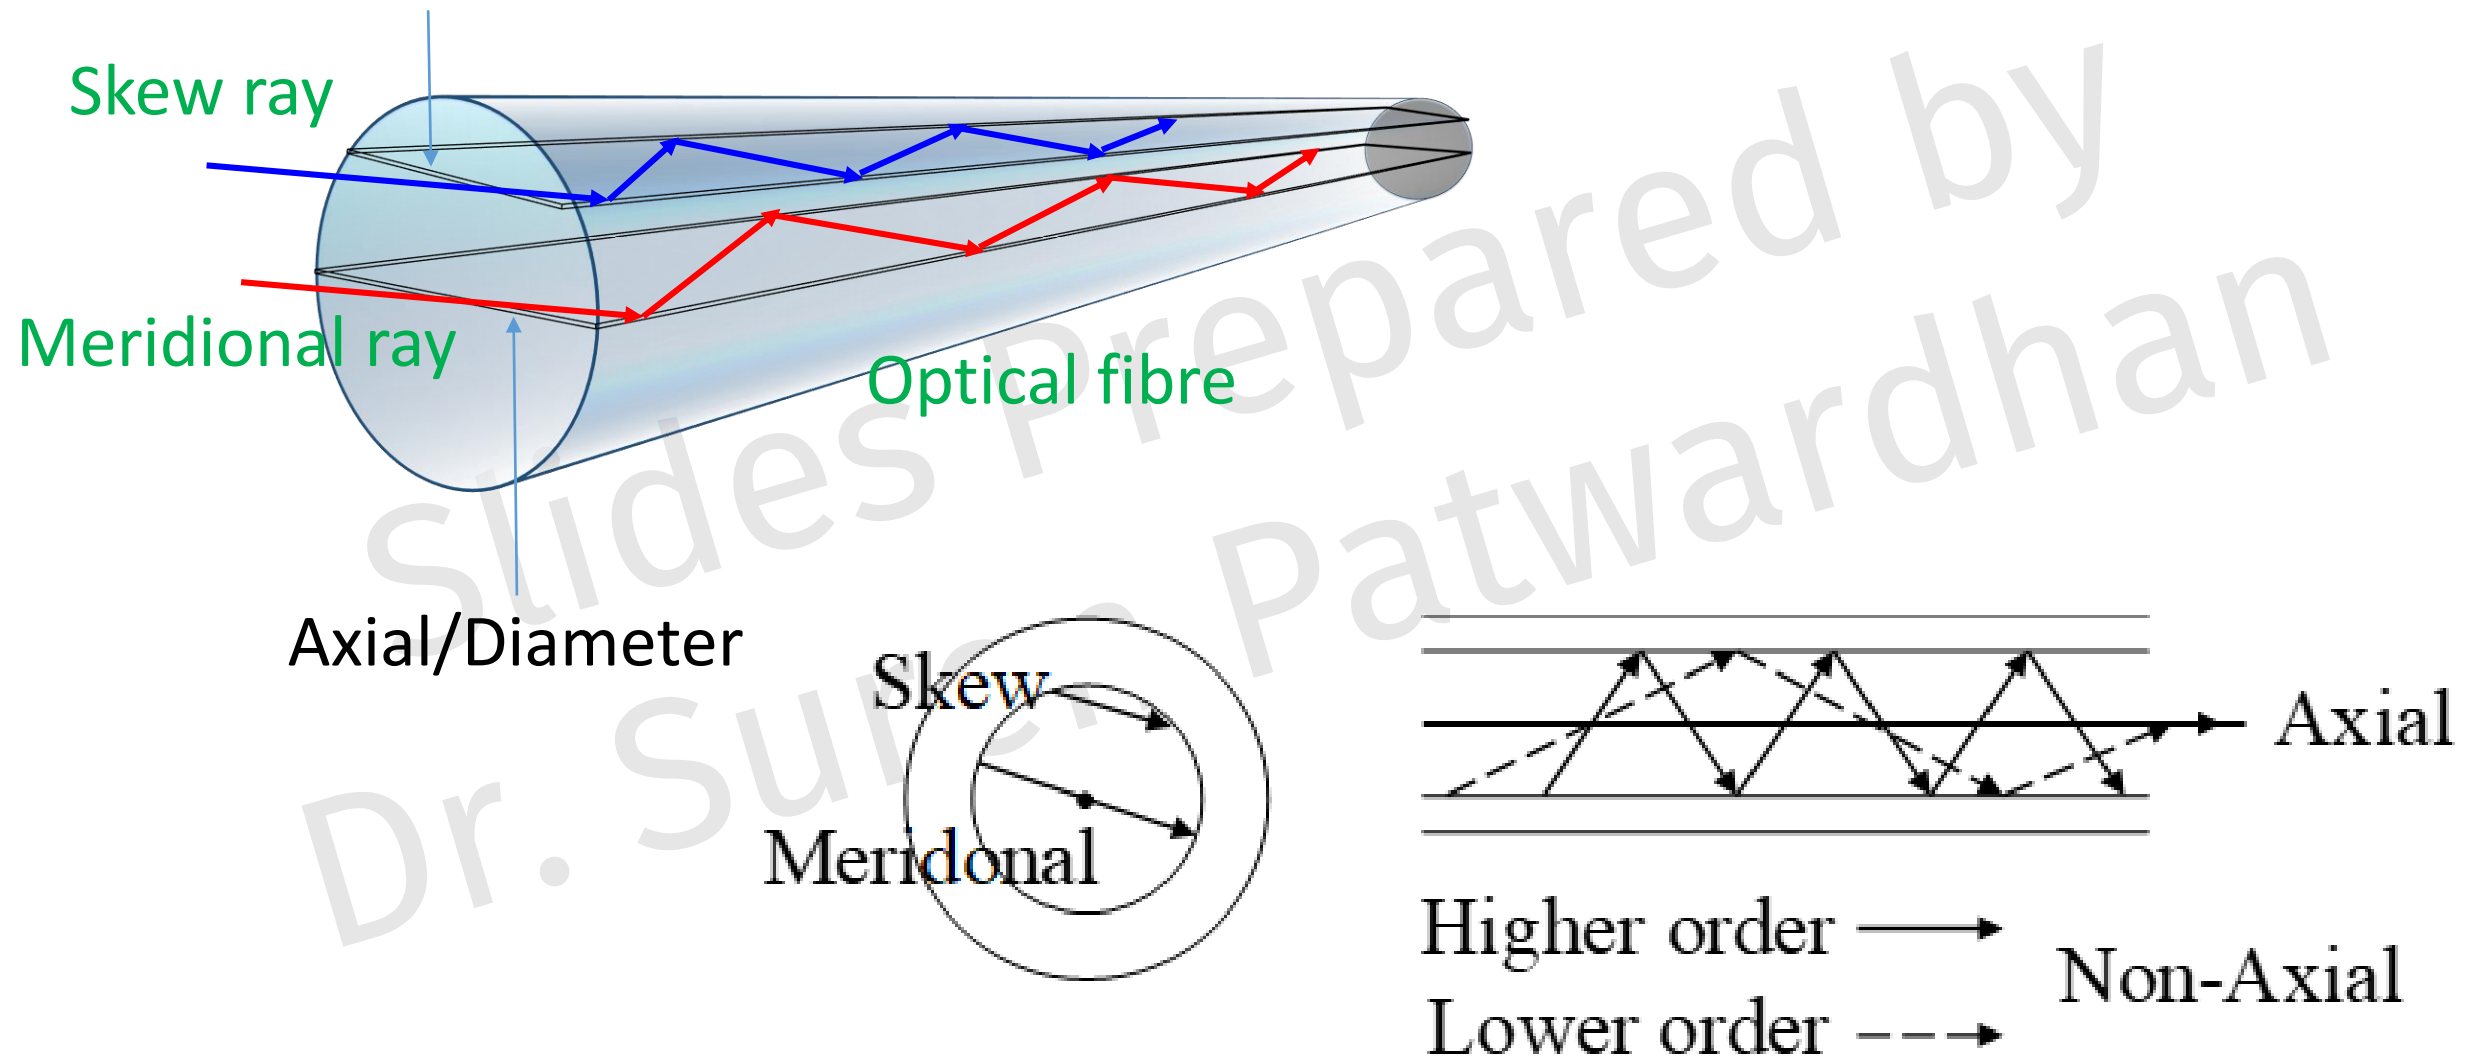 Skew ray
Meridional ray
Optical fibre
Axial/Diameter
Skew
Meridonal
Axial
Higher order
Non-Axial
Lower order
Slides Prepared by
Dr. Suren Patwardhan